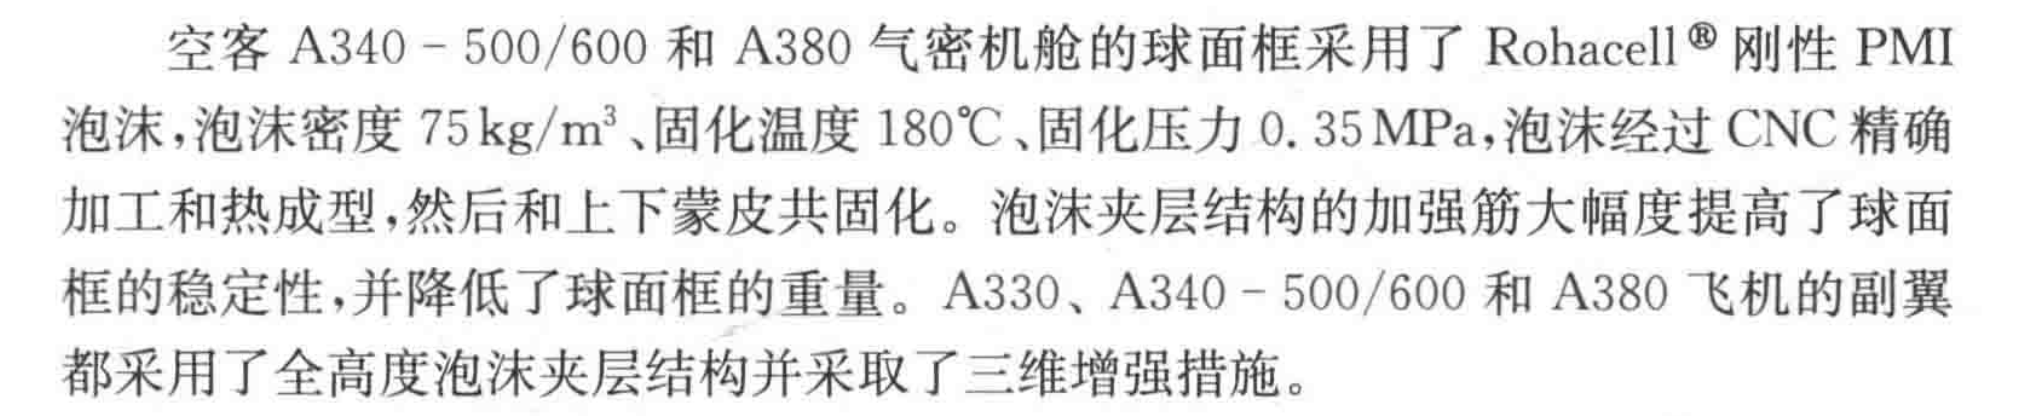 空客 A340-500/600 和 A380 气密机舱的球面框采用了 Rohacell® 刚性 PMI
泡沫,泡沫密度 75kg/m³、固化温度 180℃、固化压力 0.35MPa,泡沫经过 CNC 精确
加工和热成型,然后和上下蒙皮共固化。泡沫夹层结构的加强筋大幅度提高了球面
框的稳定性,并降低了球面框的重量。A330、A340-500/600 和 A380 飞机的副翼
都采用了全高度泡沫夹层结构并采取了三维增强措施。